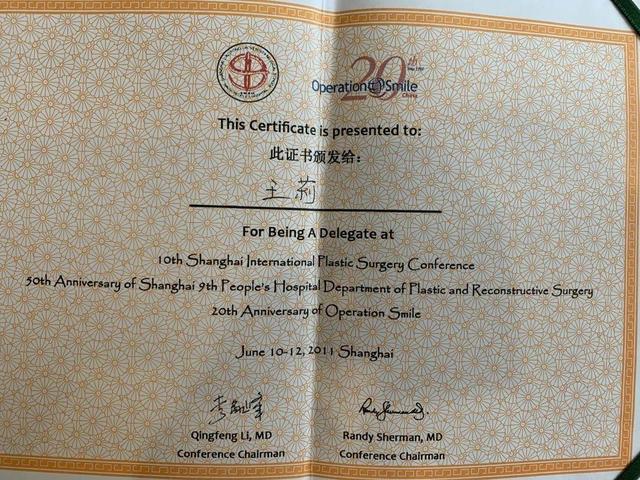 20th
Operation Smile
China
This Certificate is presented to:
此证书颁发给：
王莉
For Being A Delegate at
10th Shanghai International Plastic Surgery Conference
50th Anniversary of Shanghai 9th People's Hospital Department of Plastic and Reconstructive Surgery
20th Anniversary of Operation Smile
June 10-12, 2011 Shanghai
Qingfeng Li, MD
Randy Sherman, MD
Conference Chairman
Conference Chairman